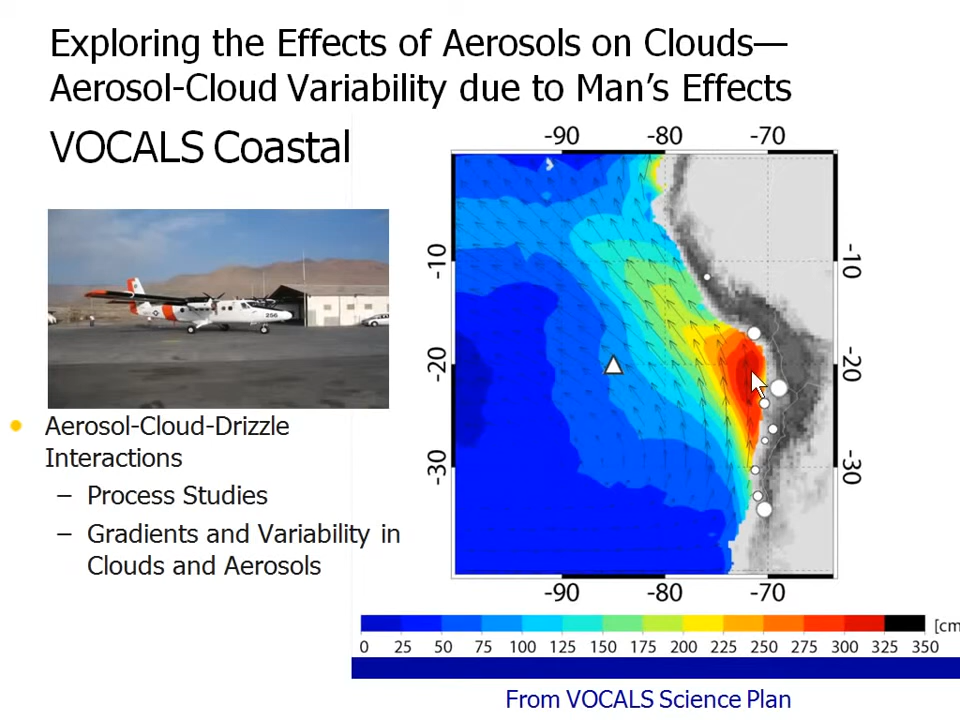 Exploring the Effects of Aerosols on Clouds—
Aerosol-Cloud Variability due to Man's Effects
VOCALS Coastal
-90 -80 -70
256
-10 -10
-20 -20
-30 -30
-90 -80 -70
• Aerosol-Cloud-Drizzle
Interactions
– Process Studies
– Gradients and Variability in
Clouds and Aerosols
[cm
0 25 50 75 100 125 150 175 200 225 250 275 300 325 350
From VOCALS Science Plan